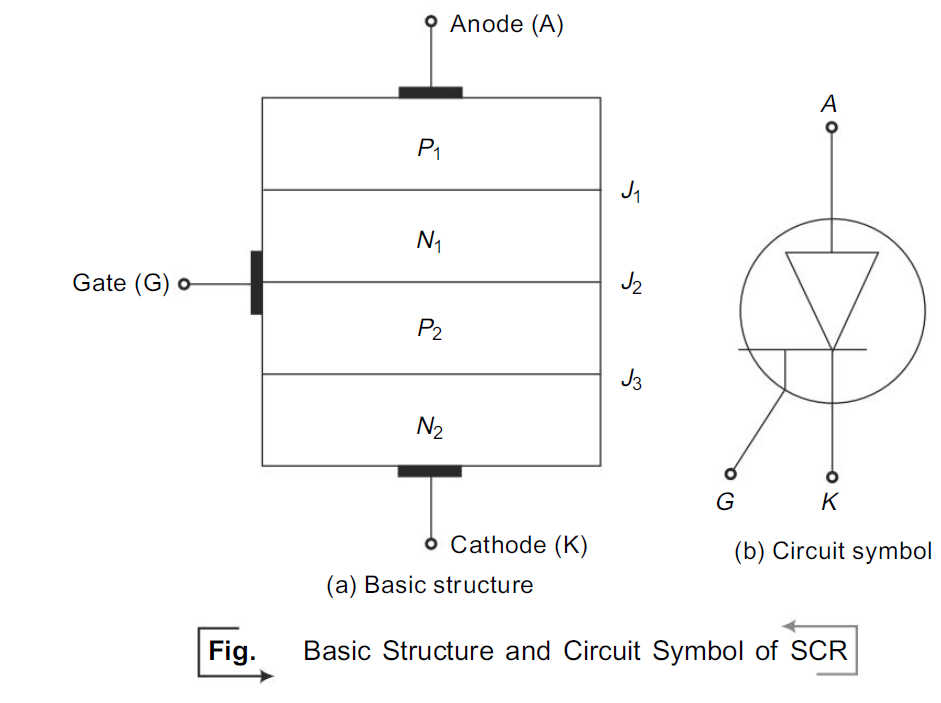 Anode (A)
A
P1
J1
N1
Gate (G)
J2
P2
J3
N2
G
K
Cathode (K)
(b) Circuit symbol
(a) Basic structure
Fig. Basic Structure and Circuit Symbol of SCR